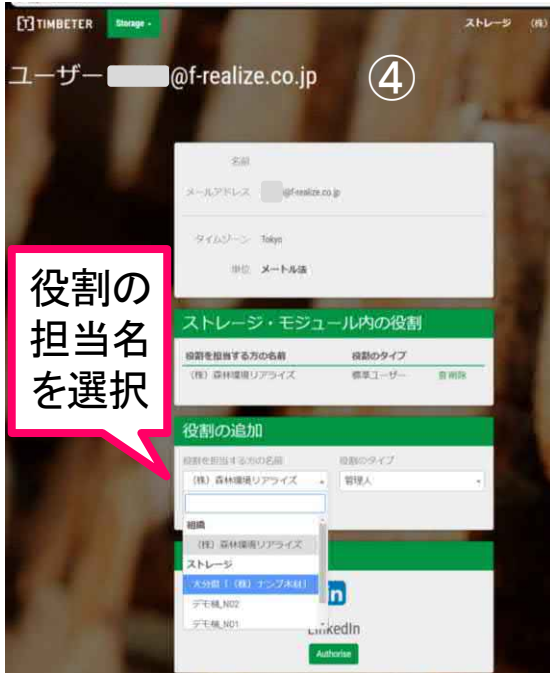 TIMBETER Storage ストレージ (株)
ユーザー @f-realize.co.jp ④
名前
メールアドレス @f-realize.co.jp
タイムゾーン Tokyo
単位 メートル法
役割の
担当名
を選択
ストレージ・モジュール内の役割
役割を担当する方の名前 役割のタイプ
(株) 森林環境リアライズ 標準ユーザー 削除
役割の追加
役割を担当する方の名前 役割のタイプ
(株) 森林環境リアライズ 管理人
組織
(株) 森林環境リアライズ
ストレージ
デモ機_N02
デモ機_N01
LinkedIn
Authorise